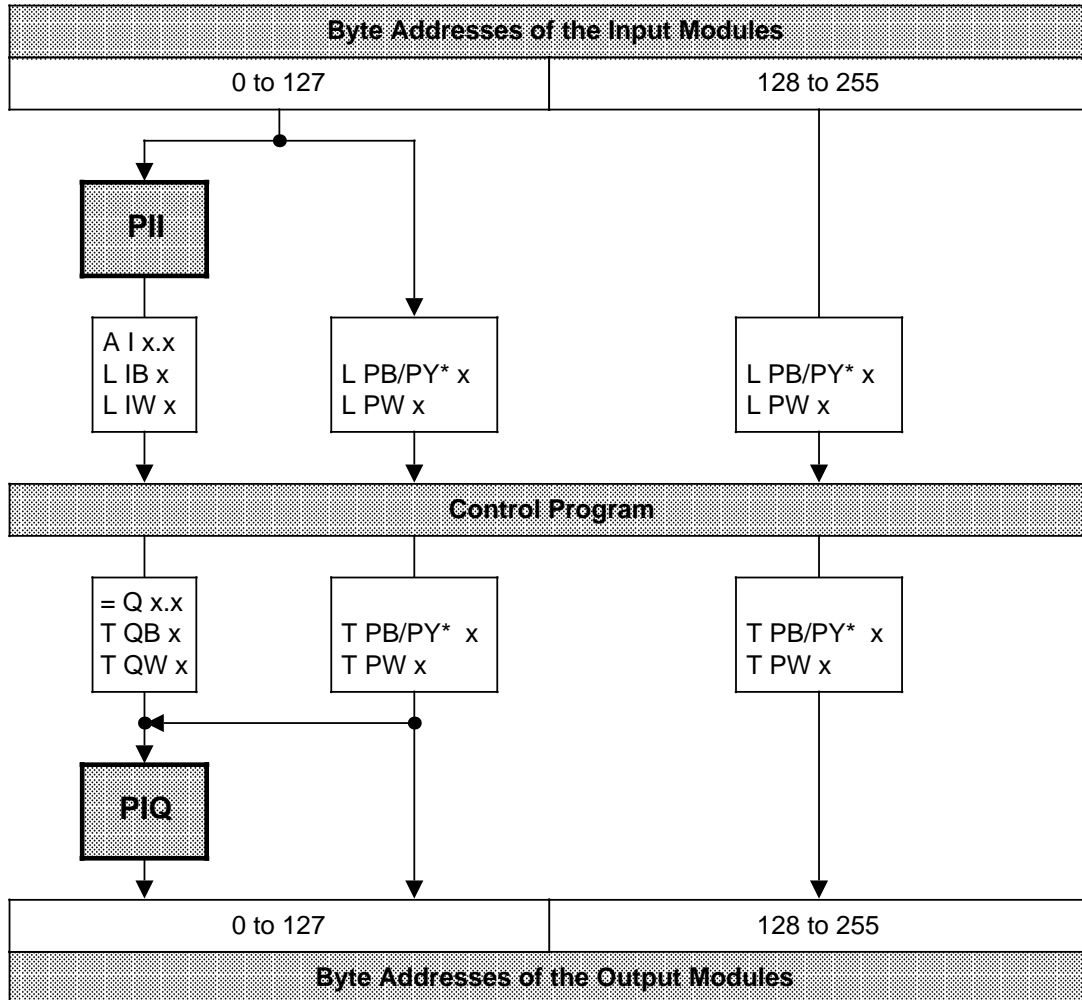 Byte Addresses of the Input Modules
0 to 127
128 to 255
PII
A I x.x
L IB x
L IW x
L PB/PY* x
L PW x
L PB/PY* x
L PW x
Control Program
= Q x.x
T QB x
T QW x
T PB/PY* x
T PW x
T PB/PY* x
T PW x
PIQ
0 to 127
128 to 255
Byte Addresses of the Output Modules